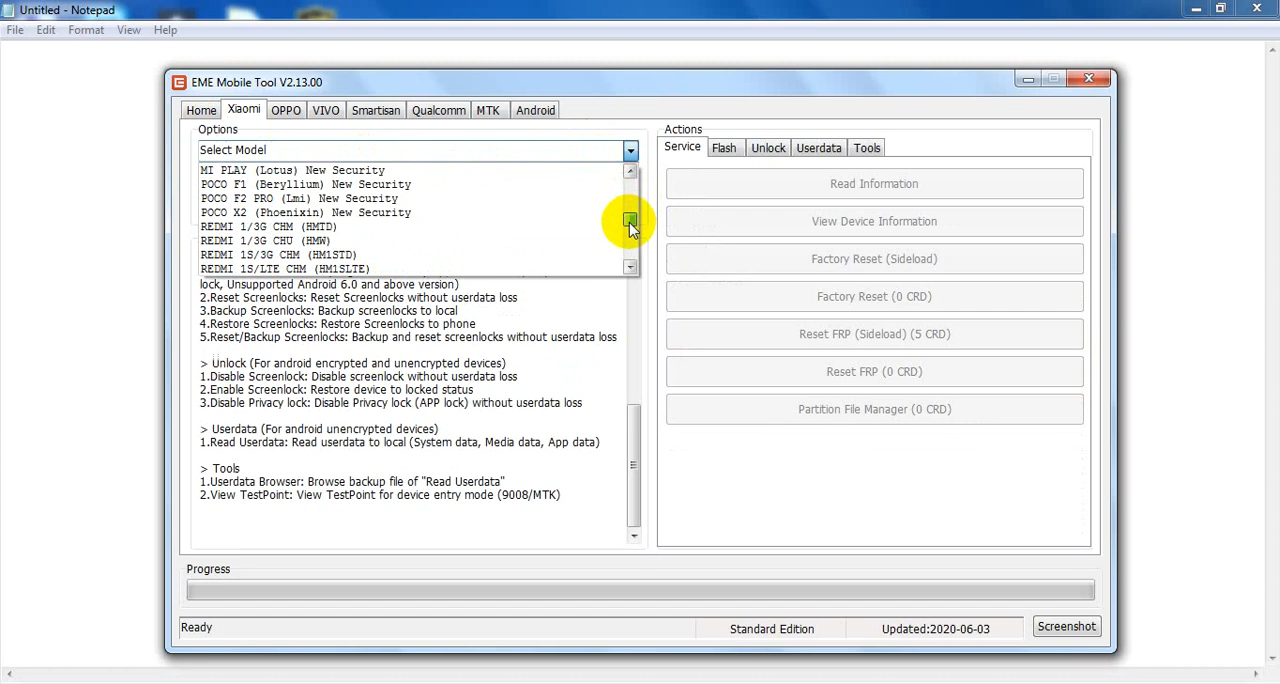 Untitled - Notepad
File Edit Format View Help
EME Mobile Tool V2.13.00
Home Xiaomi OPPO VIVO Smartisan Qualcomm MTK Android
Options
Select Model
MI PLAY (Lotus) New Security
POCO F1 (Beryllium) New Security
POCO F2 PRO (Lmi) New Security
POCO X2 (Phoenixin) New Security
REDMI 1/3G CHM (HMTD)
REDMI 1/3G CHU (HMW)
REDMI 1S/3G CHM (HM1STD)
REDMI 1S/LTE CHM (HM1SLTE)
lock, Unsupported Android 6.0 and above version)
2.Reset Screenlocks: Reset Screenlocks without userdata loss
3.Backup Screenlocks: Backup screenlocks to local
4.Restore Screenlocks: Restore Screenlocks to phone
5.Reset/Backup Screenlocks: Backup and reset screenlocks without userdata loss
> Unlock (For android encrypted and unencrypted devices)
1.Disable Screenlock: Disable screenlock without userdata loss
2.Enable Screenlock: Restore device to locked status
3.Disable Privacy lock: Disable Privacy lock (APP lock) without userdata loss
> Userdata (For android unencrypted devices)
1.Read Userdata: Read userdata to local (System data, Media data, App data)
> Tools
1.Userdata Browser: Browse backup file of "Read Userdata"
2.View TestPoint: View TestPoint for device entry mode (9008/MTK)
Actions
Service Flash Unlock Userdata Tools
Read Information
View Device Information
Factory Reset (Sideload)
Factory Reset (0 CRD)
Reset FRP (Sideload) (5 CRD)
Reset FRP (0 CRD)
Partition File Manager (0 CRD)
Progress
Ready
Standard Edition
Updated:2020-06-03
Screenshot